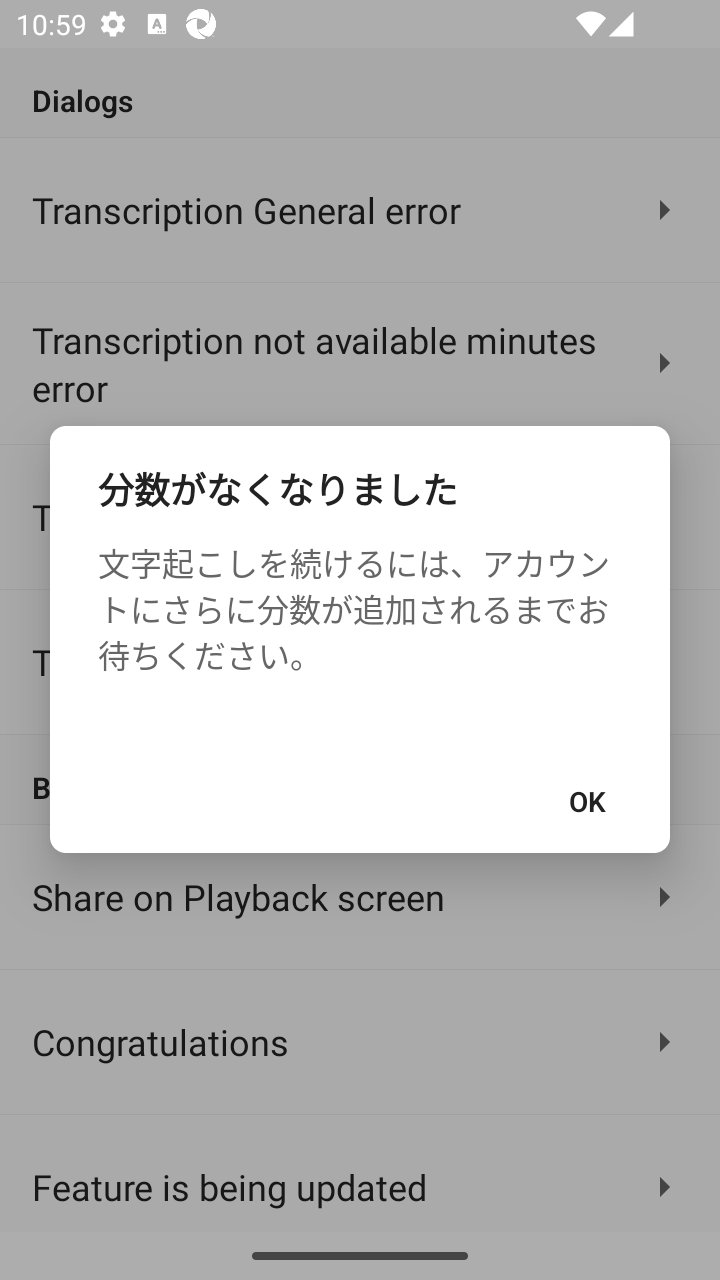 10:59
Dialogs
Transcription General error
Transcription not available minutes
error
T
T
B
分数がなくなりました
文字起こしを続けるには、アカウン
トにさらに分数が追加されるまでお
待ちください。
OK
Share on Playback screen
Congratulations
Feature is being updated